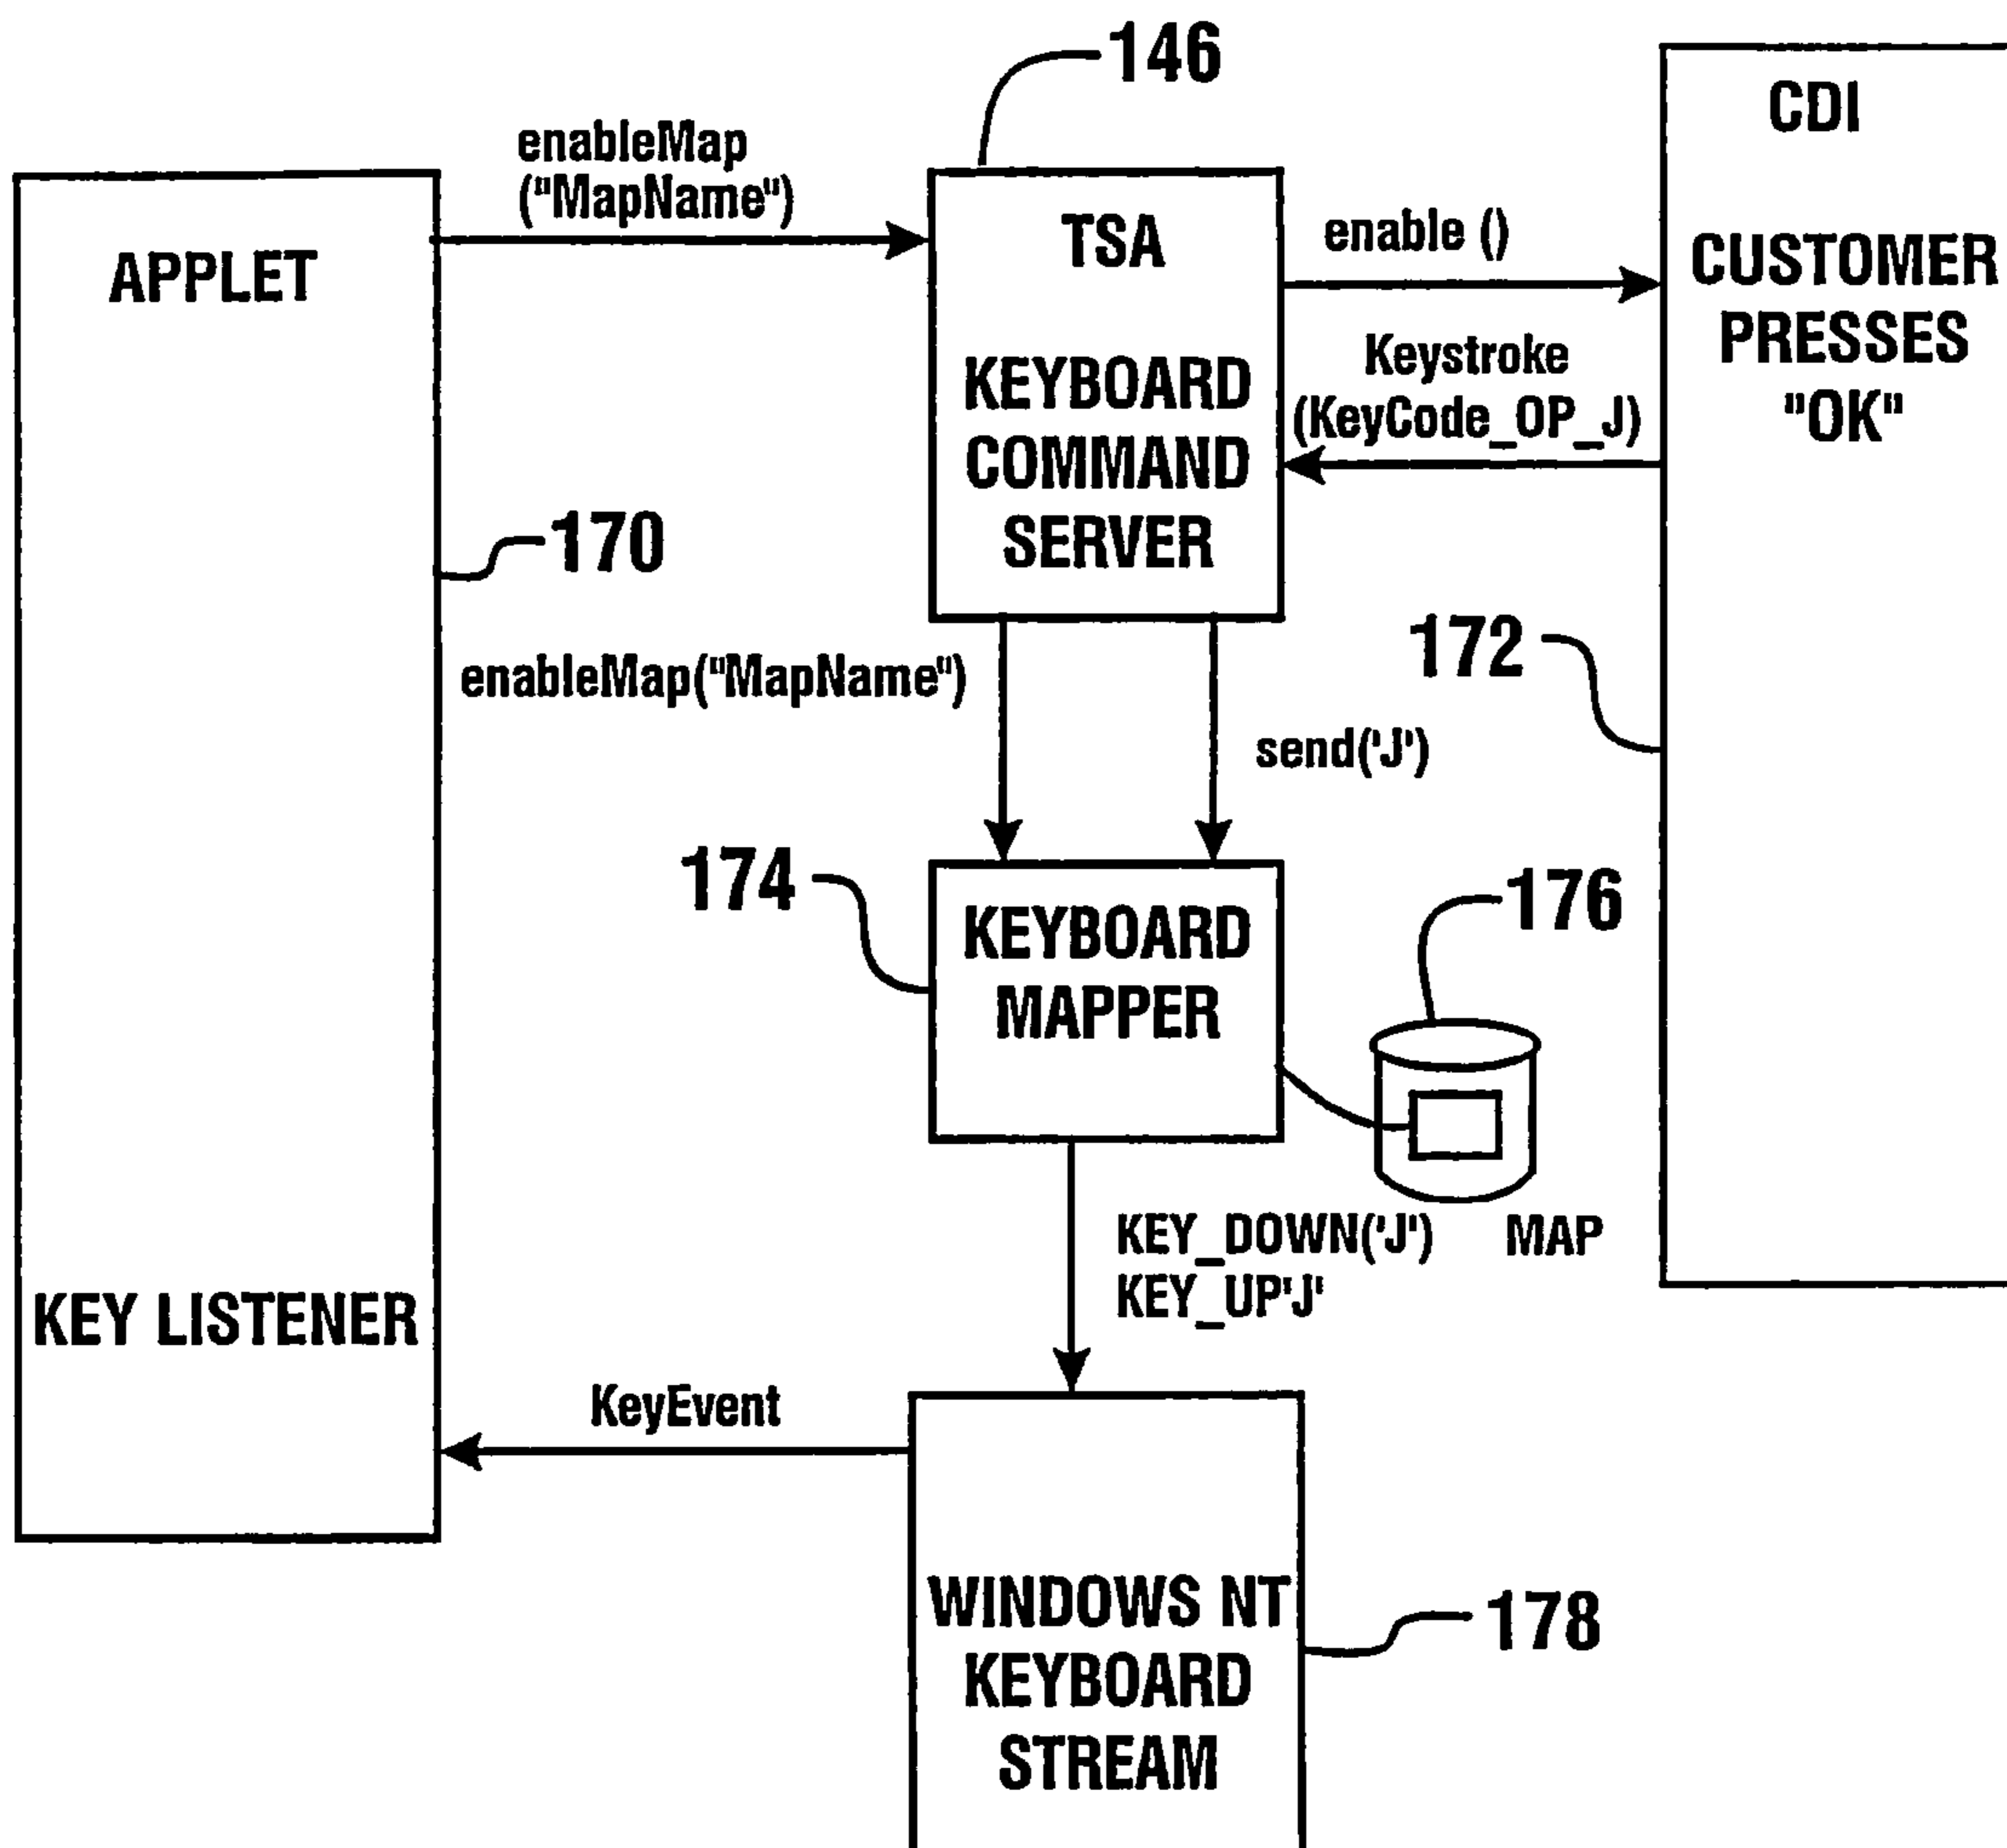 146
CDI
enableMap
("MapName")
APPLET
TSA
enable ()
CUSTOMER
PRESSES
"OK"
Keystroke
(KeyCode_OP_J)
KEYBOARD
COMMAND
SERVER
170
172
enableMap("MapName")
send('J')
174
KEYBOARD
MAPPER
176
KEY_DOWN('J')
KEY_UP'J'
MAP
KEY LISTENER
KeyEvent
WINDOWS NT
KEYBOARD
STREAM
178